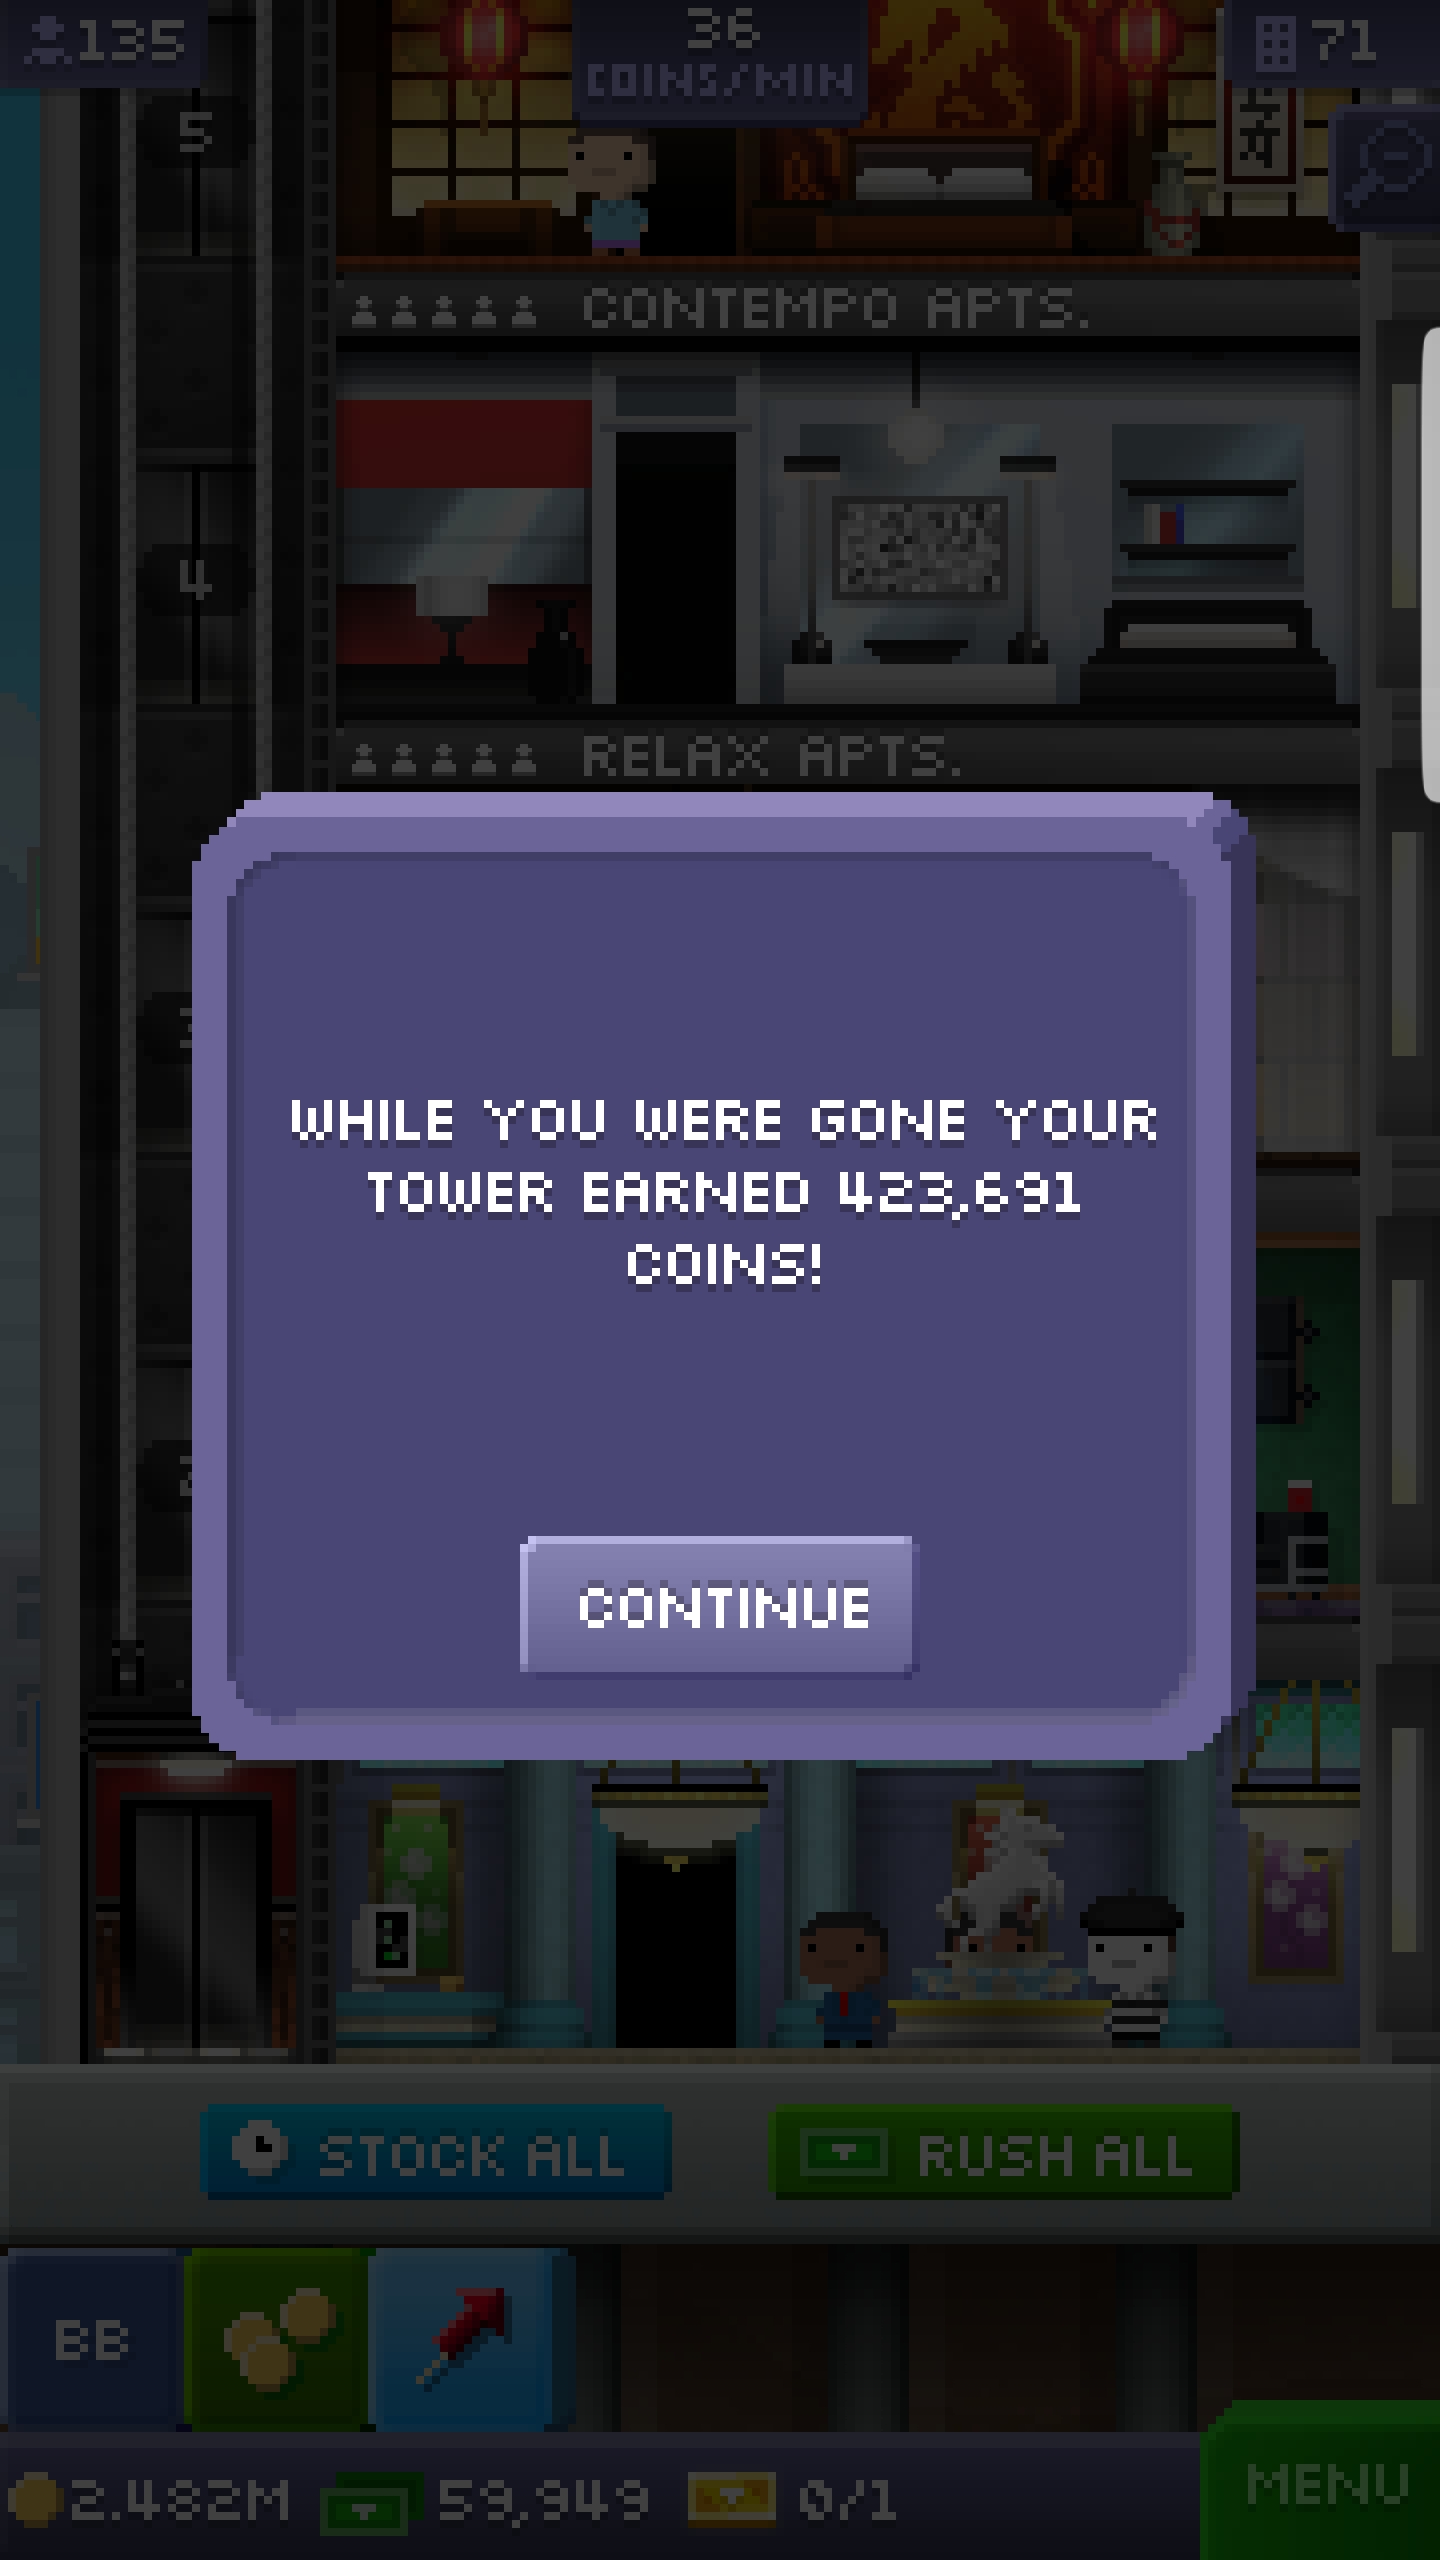 135
36
COINS/MIN
71
5
CONTEMPO APTS.
4
RELAX APTS.
WHILE YOU WERE GONE YOUR
TOWER EARNED 423,691
COINS!
CONTINUE
STOCK ALL
RUSH ALL
BB
2.482M
59,949
0/1
MENU